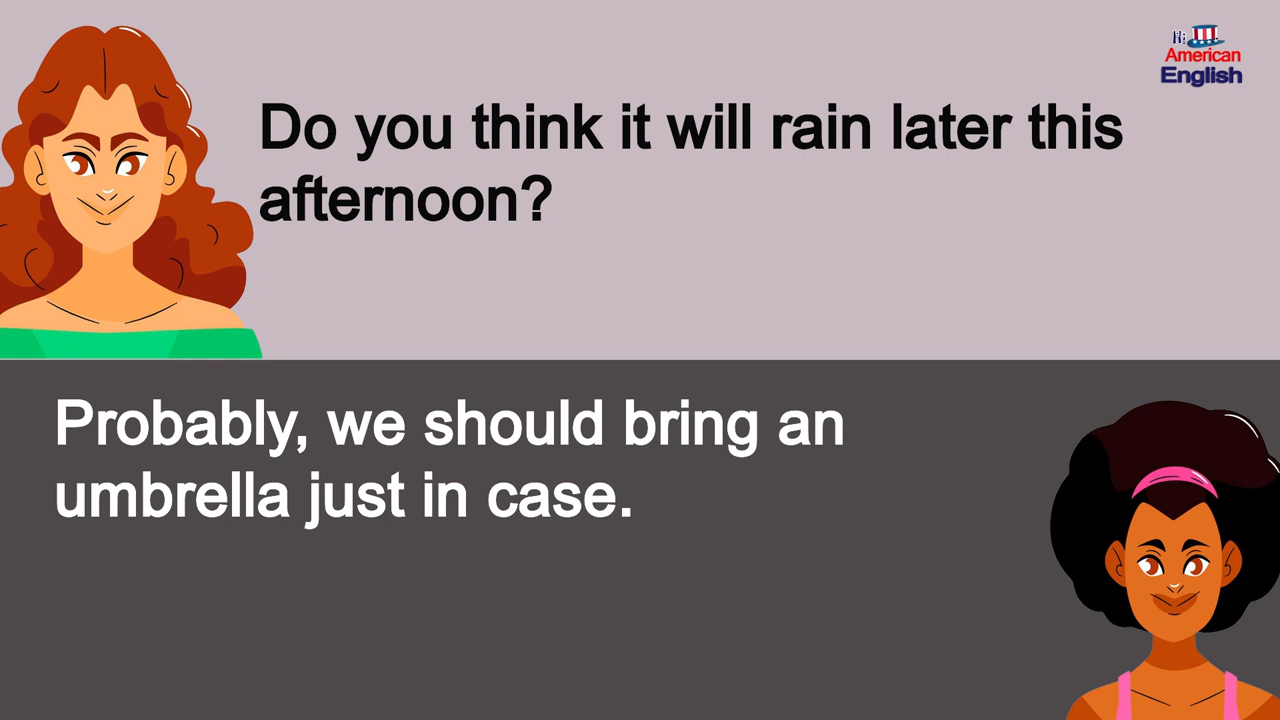 Hi
American
English
Do you think it will rain later this
afternoon?
Probably, we should bring an
umbrella just in case.